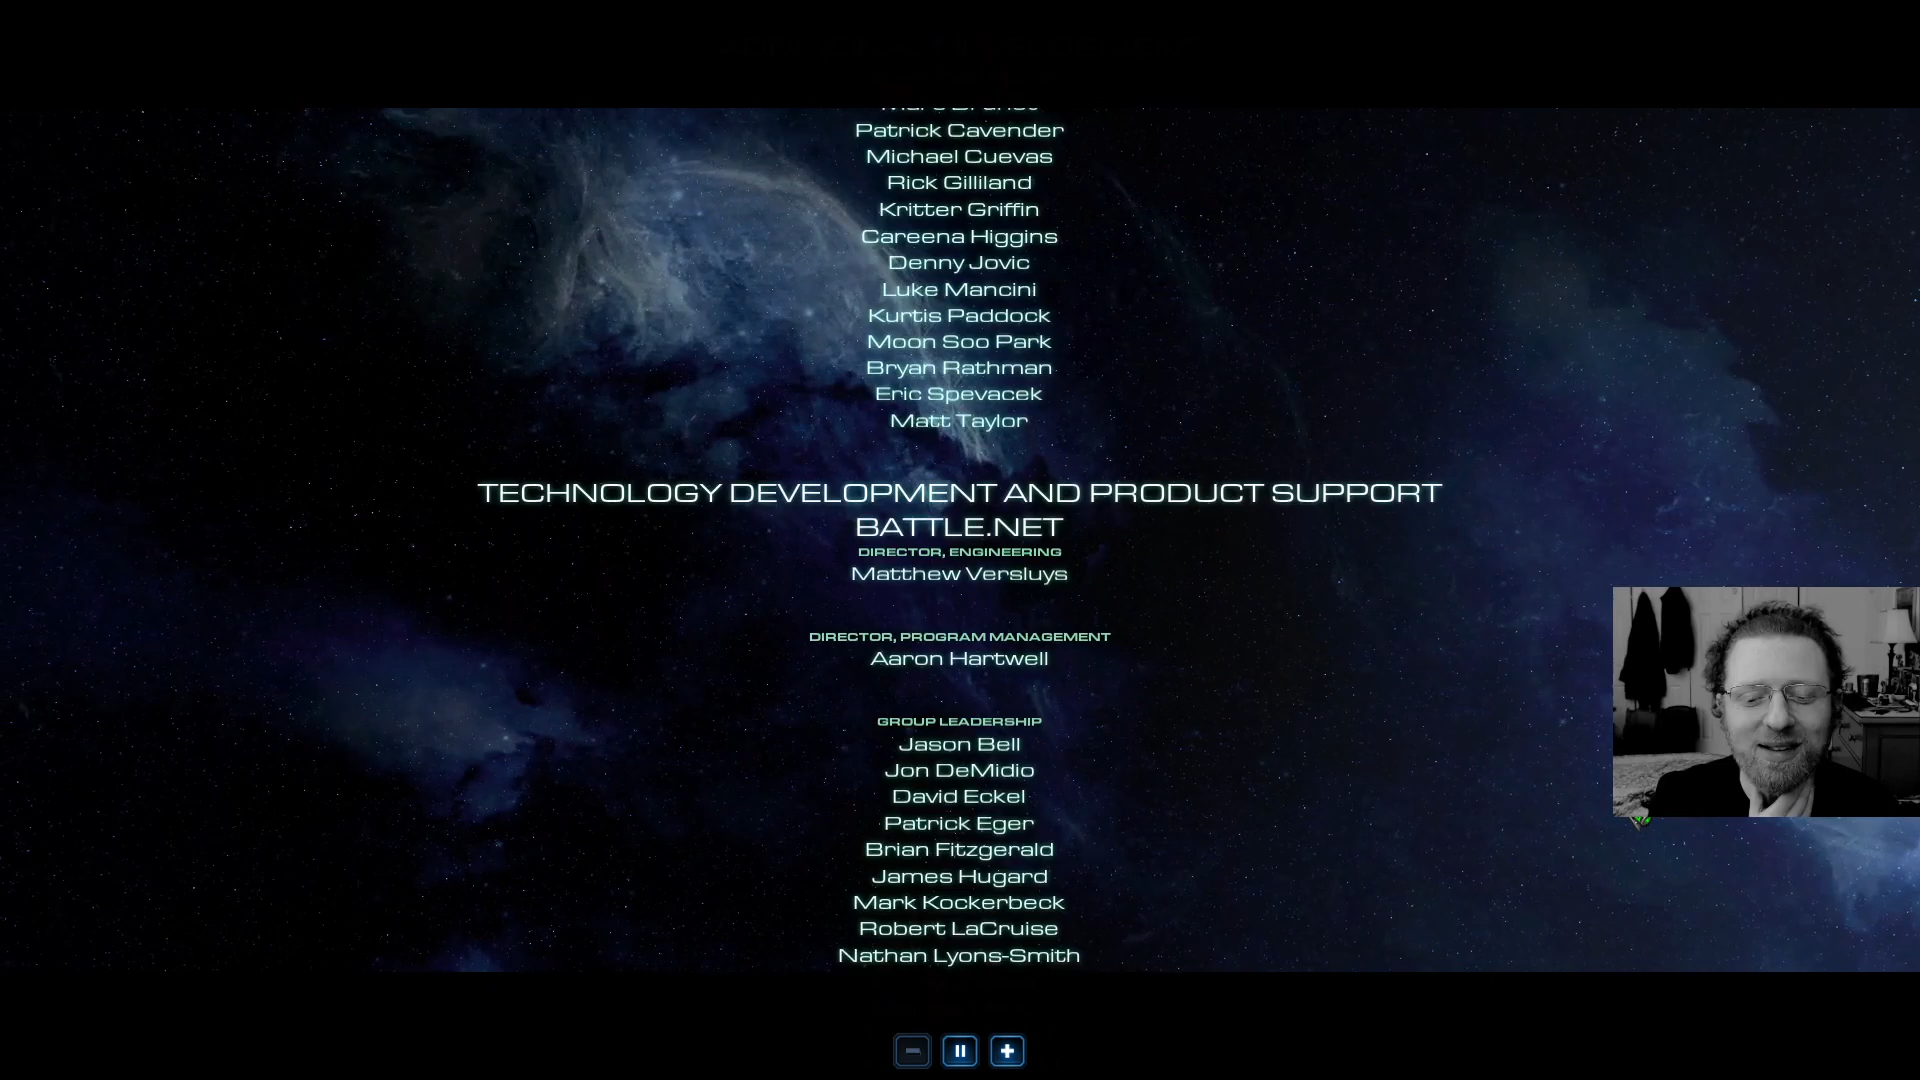 Patrick Cavender
Michael Cuevas
Rick Gilliland
Kritter Griffin
Careena Higgins
Denny Jovic
Luke Mancini
Kurtis Paddock
Moon Soo Park
Bryan Rathman
Eric Spevacek
Matt Taylor
TECHNOLOGY DEVELOPMENT AND PRODUCT SUPPORT
BATTLE.NET
DIRECTOR, ENGINEERING
Matthew Versluys
DIRECTOR, PROGRAM MANAGEMENT
Aaron Hartwell
GROUP LEADERSHIP
Jason Bell
Jon DeMidio
David Eckel
Patrick Eger
Brian Fitzgerald
James Hugard
Mark Kockerbeck
Robert LaCruise
Nathan Lyons-Smith